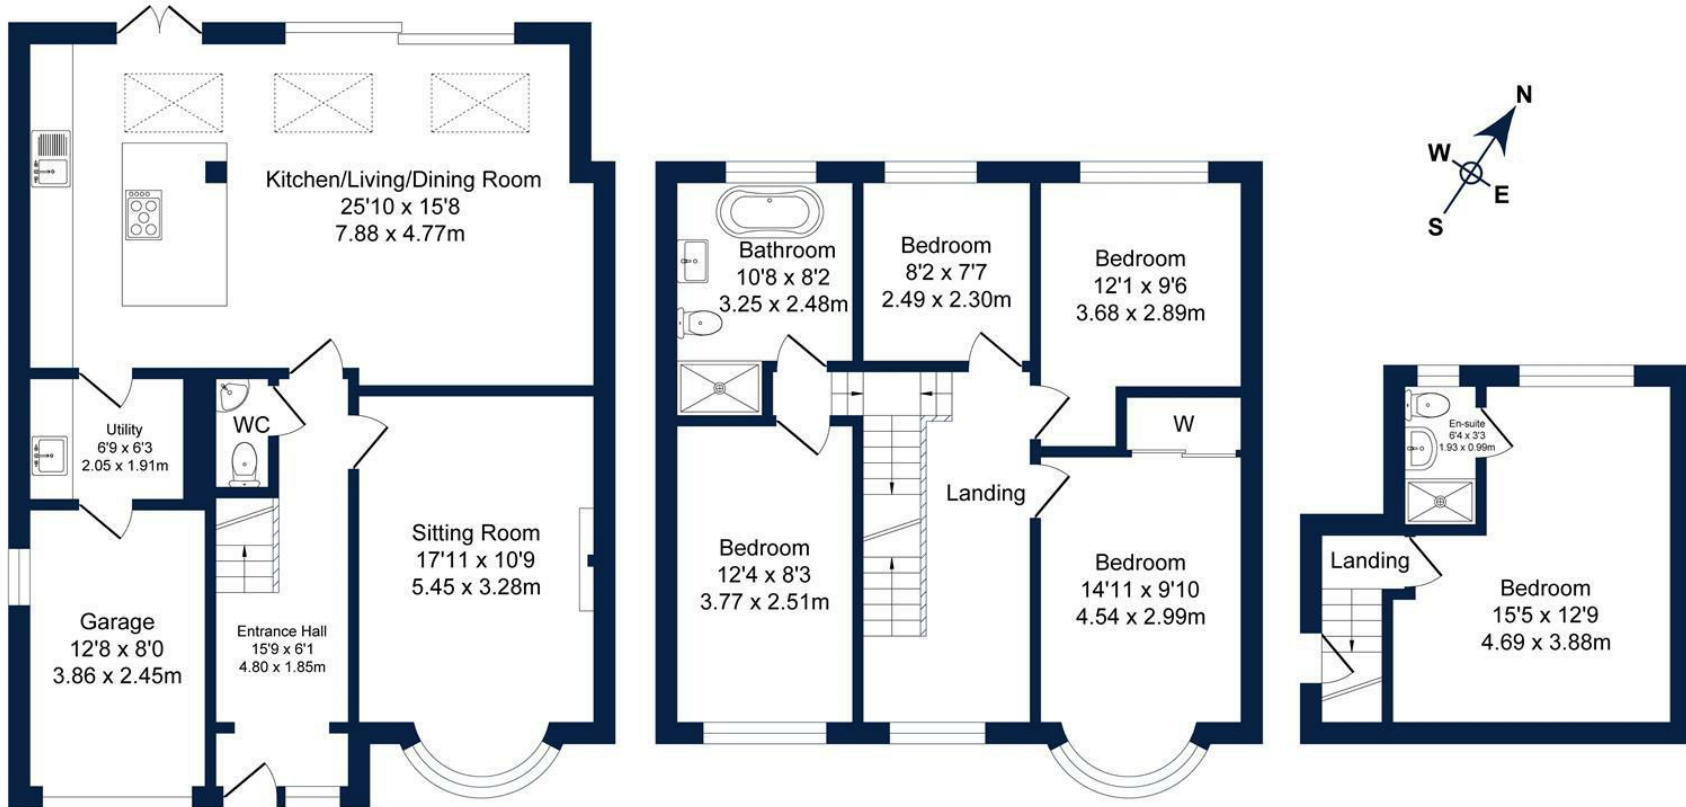 Kitchen/Living/Dining Room
25'10 x 15'8
7.88 x 4.77m
Utility
6'9 x 6'3
2.05 x 1.91m
WC
Sitting Room
17'11 x 10'9
5.45 x 3.28m
Garage
12'8 x 8'0
3.86 x 2.45m
Entrance Hall
15'9 x 6'1
4.80 x 1.85m
Bathroom
10'8 x 8'2
3.25 x 2.48m
Bedroom
8'2 x 7'7
2.49 x 2.30m
Bedroom
12'1 x 9'6
3.68 x 2.89m
W
Landing
Bedroom
12'4 x 8'3
3.77 x 2.51m
Bedroom
14'11 x 9'10
4.54 x 2.99m
N
W
E
S
En-suite
6'4 x 3'3
1.93 x 0.99m
Landing
Bedroom
15'5 x 12'9
4.69 x 3.88m